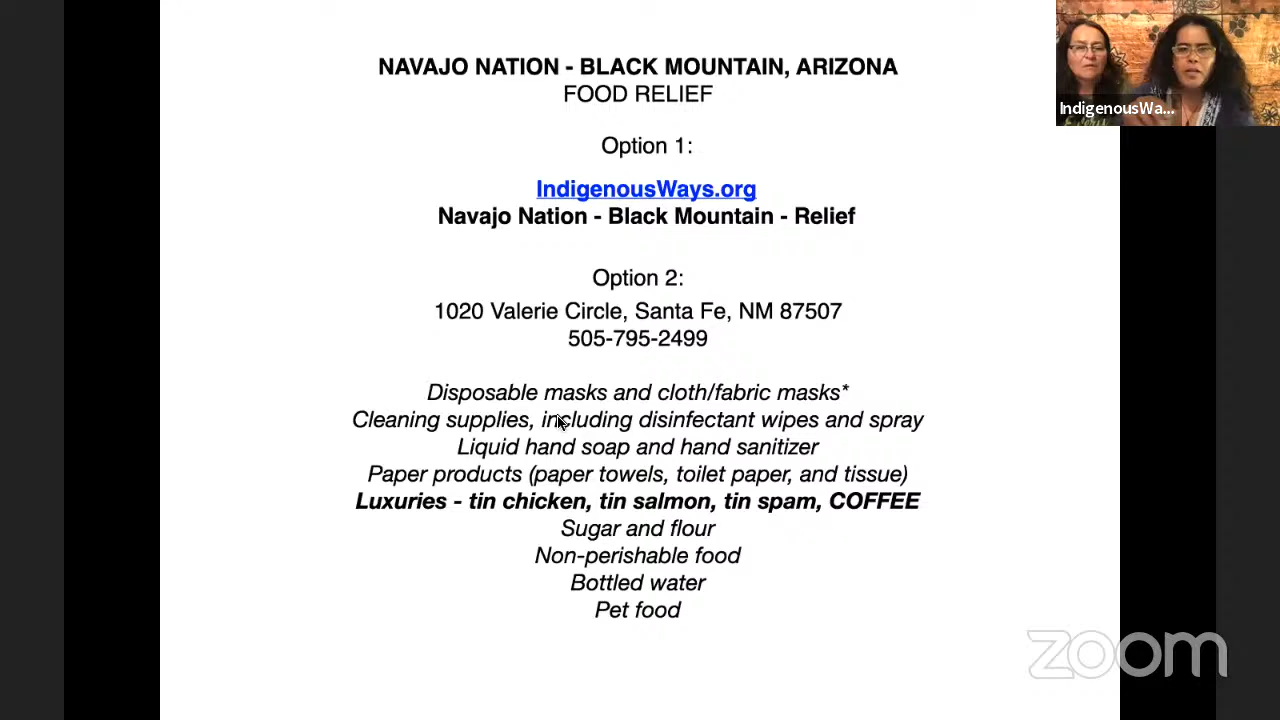 NAVAJO NATION - BLACK MOUNTAIN, ARIZONA
FOOD RELIEF
Option 1:
IndigenousWays.org
Navajo Nation - Black Mountain - Relief
Option 2:
1020 Valerie Circle, Santa Fe, NM 87507
505-795-2499
Disposable masks and cloth/fabric masks*
Cleaning supplies, including disinfectant wipes and spray
Liquid hand soap and hand sanitizer
Paper products (paper towels, toilet paper, and tissue)
Luxuries - tin chicken, tin salmon, tin spam, COFFEE
Sugar and flour
Non-perishable food
Bottled water
Pet food
IndigenousWa...
zoom